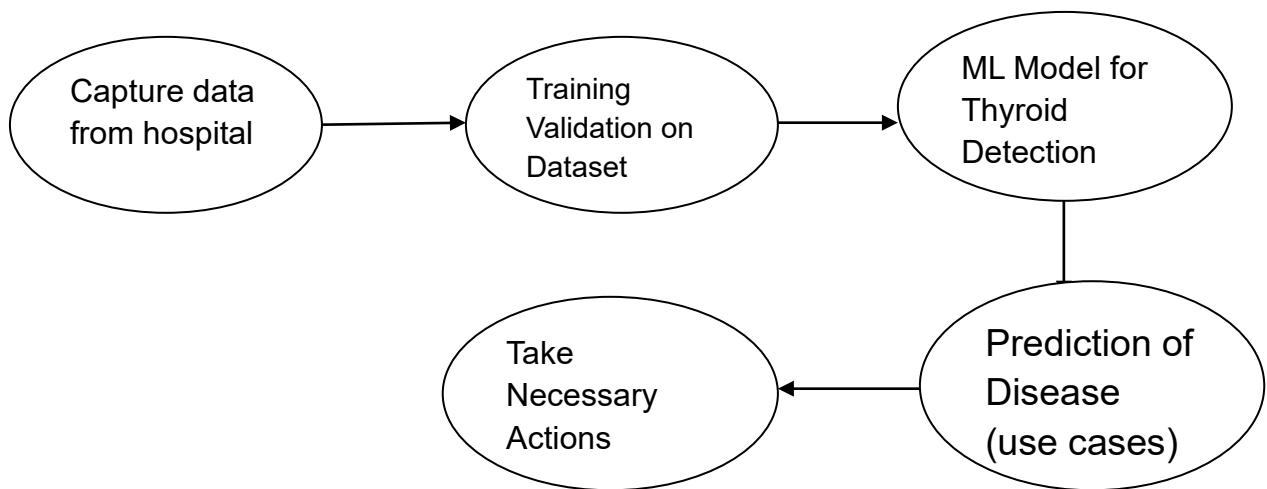 Capture data
from hospital
Training
Validation on
Dataset
ML Model for
Thyroid
Detection
Prediction of
Disease
(use cases)
Take
Necessary
Actions